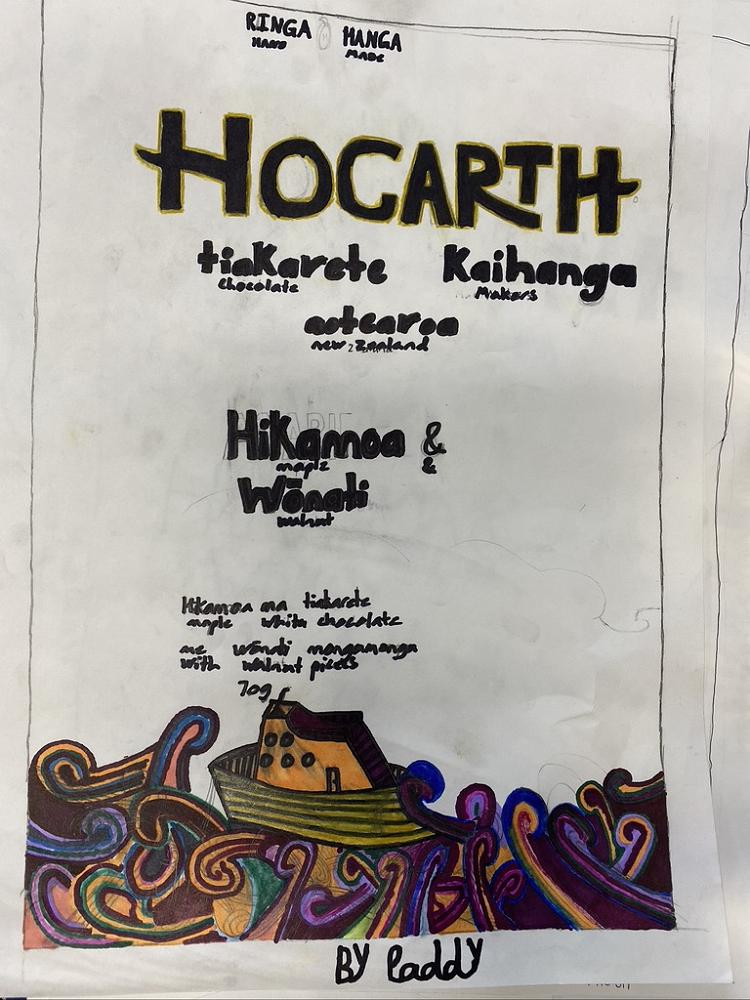 RINGA HANGA
HAND MADE
HOGARTH
tiakarete Kaihanga
chocolate Makers
aotearoa
new zealand
Hikamoa &
maple &
Wōnati
walnut
Hikamoa ma tiakarete
maple white chocolate
me wōnati mongamonga
with walnut pieces
70g
BY Paddy